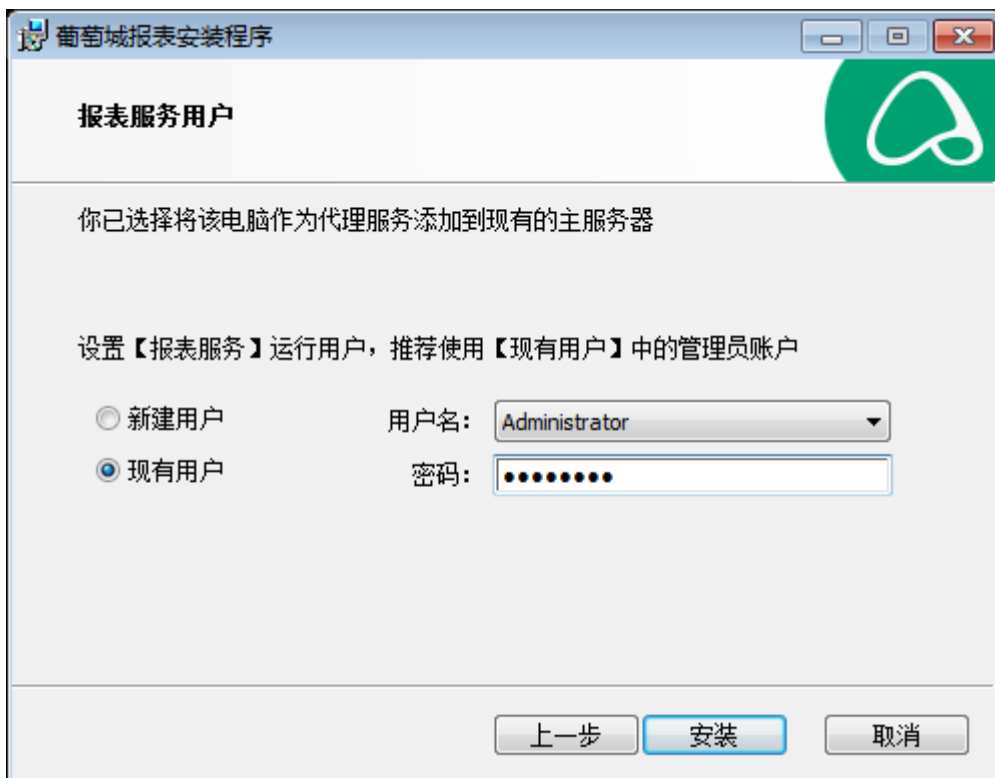 葡萄城报表安装程序
报表服务用户
你已选择将该电脑作为代理服务添加到现有的主服务器
设置【报表服务】运行用户，推荐使用【现有用户】中的管理员账户
新建用户 用户名： Administrator
现有用户 密码： ●●●●●●●●
上一步 安装 取消